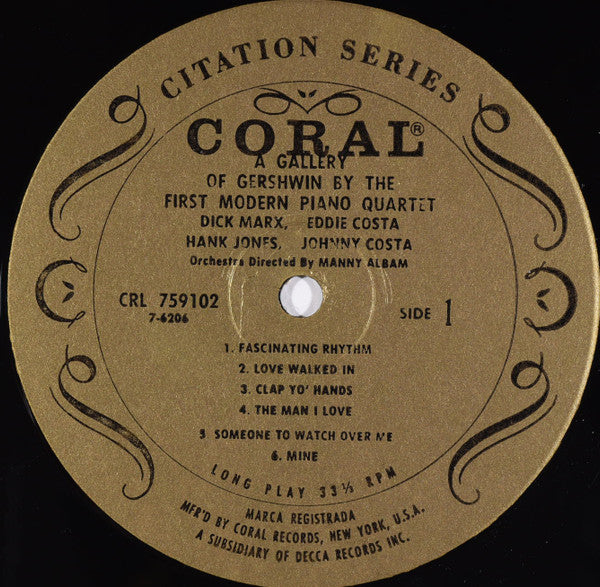 CITATION SERIES
CORAL®
A GALLERY
OF GERSHWIN BY THE
FIRST MODERN PIANO QUARTET
DICK MARX, EDDIE COSTA
HANK JONES, JOHNNY COSTA
Orchestra Directed By MANNY ALBAM
CRL 759102
7-6206
SIDE 1
1. FASCINATING RHYTHM
2. LOVE WALKED IN
3. CLAP YO' HANDS
4. THE MAN I LOVE
5 SOMEONE TO WATCH OVER ME
6. MINE
LONG PLAY 33⅓ RPM
MARCA REGISTRADA
MFR'D BY CORAL RECORDS, NEW YORK, U.S.A.
A SUBSIDIARY OF DECCA RECORDS INC.